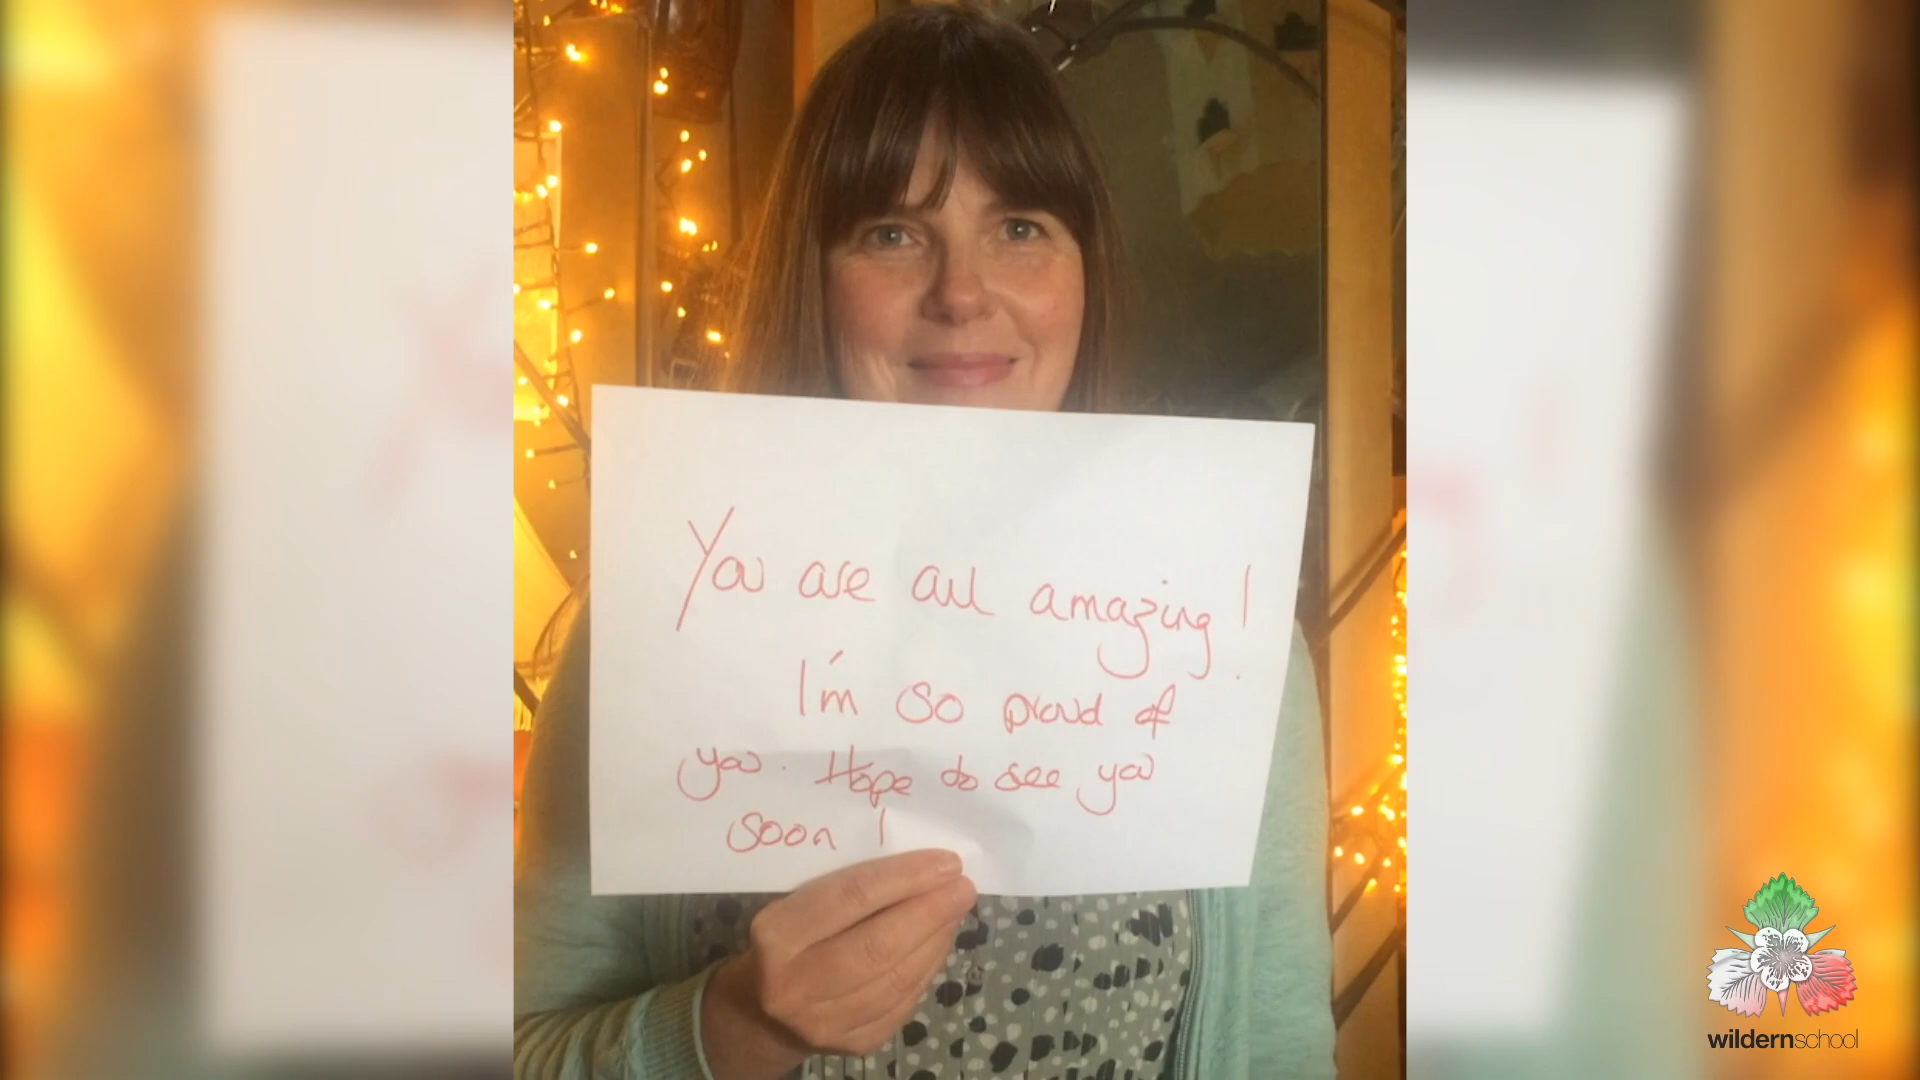 You are all amazing!
I'm so proud of
you. Hope to see you
soon!
wildernschool